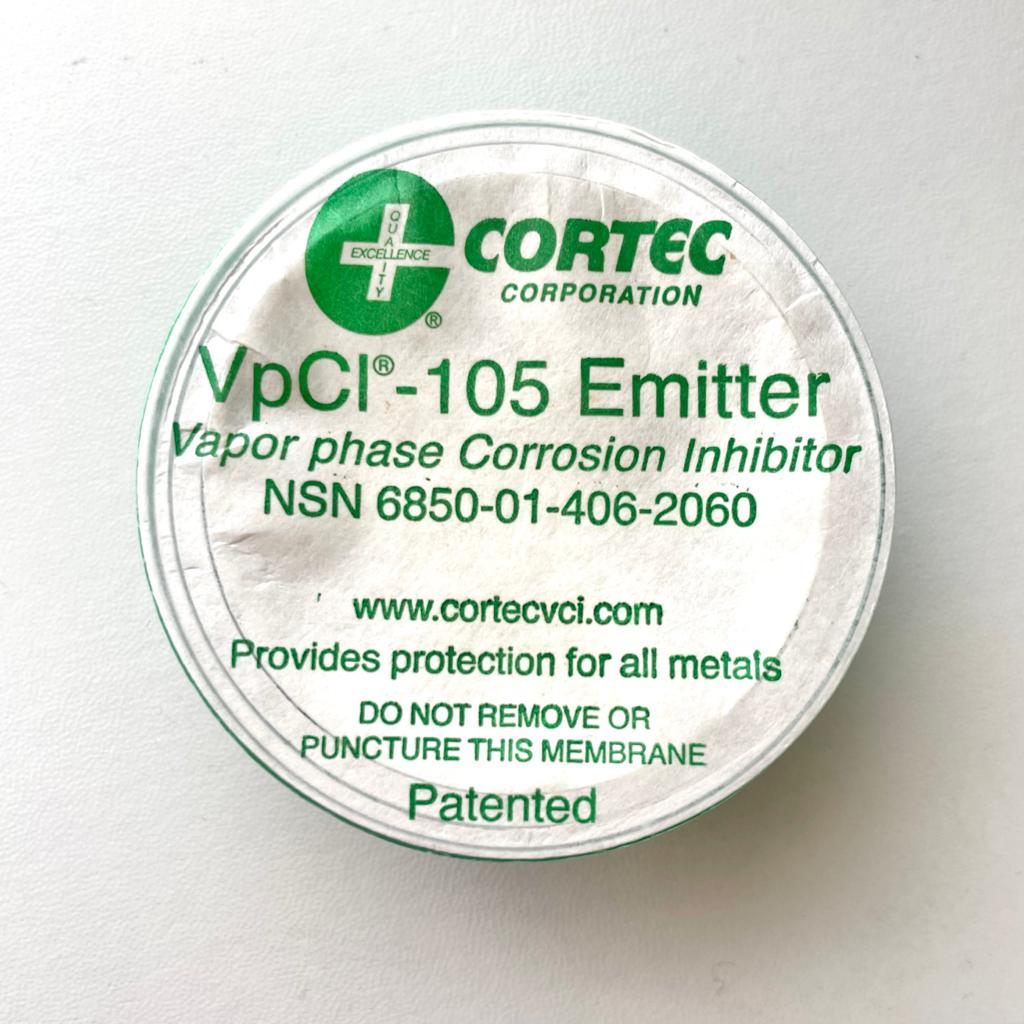 QUALITY
EXCELLENCE
®
CORTEC
CORPORATION
VpCI®-105 Emitter
Vapor phase Corrosion Inhibitor
NSN 6850-01-406-2060
www.cortecvci.com
Provides protection for all metals
DO NOT REMOVE OR
PUNCTURE THIS MEMBRANE
Patented